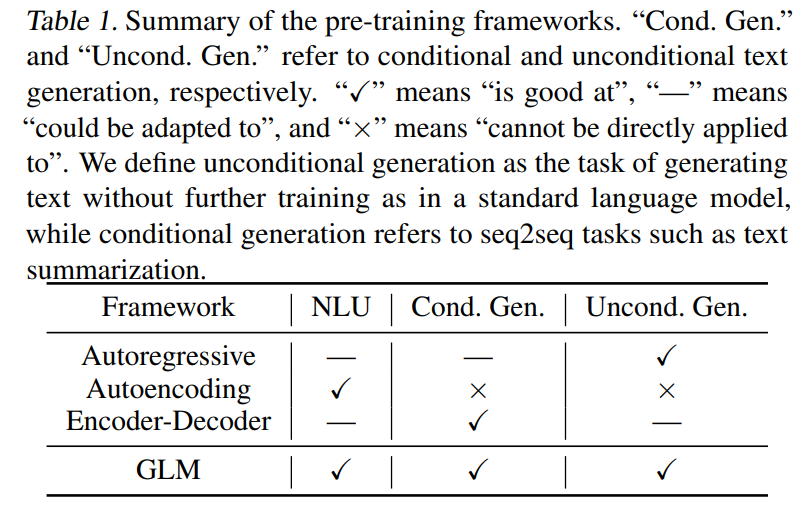 Table 1. Summary of the pre-training frameworks. “Cond. Gen.”
and “Uncond. Gen.” refer to conditional and unconditional text
generation, respectively. “✓” means “is good at”, “—” means
“could be adapted to”, and “×” means “cannot be directly applied
to”. We define unconditional generation as the task of generating
text without further training as in a standard language model,
while conditional generation refers to seq2seq tasks such as text
summarization.
Framework | NLU | Cond. Gen. | Uncond. Gen.
Autoregressive | — | — | ✓
Autoencoding | ✓ | × | ×
Encoder-Decoder | — | ✓ | —
GLM | ✓ | ✓ | ✓